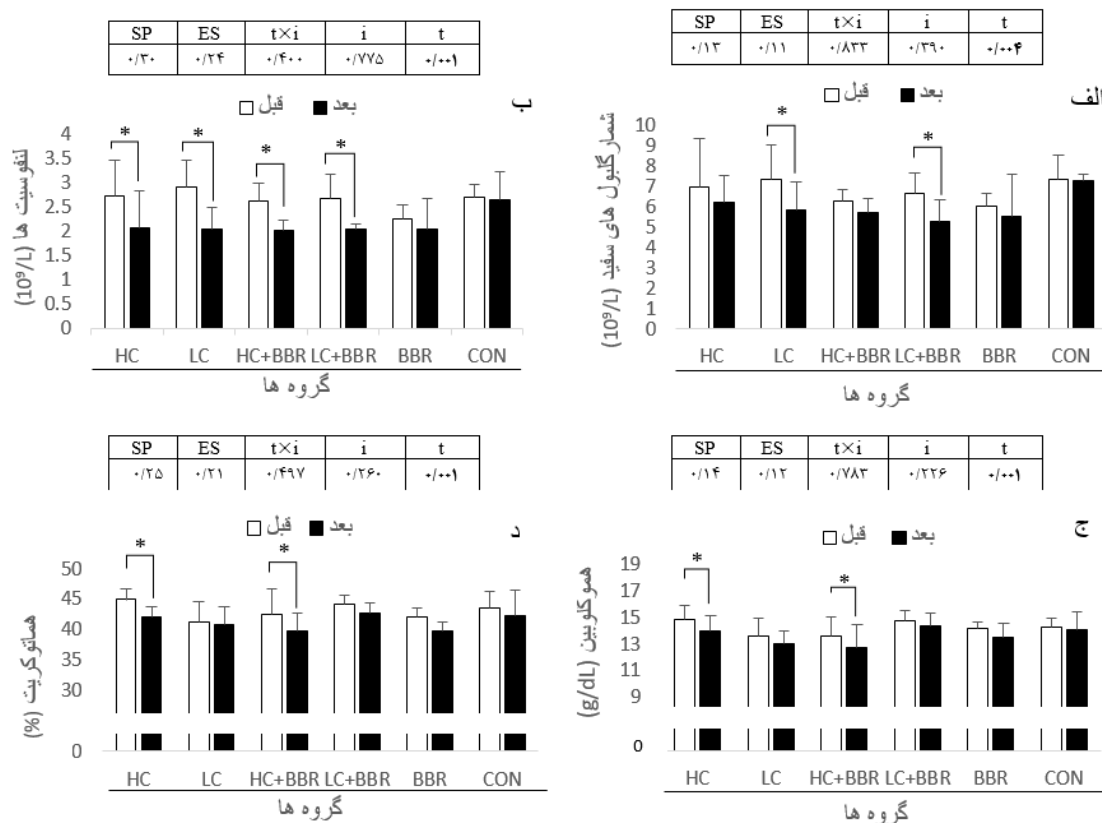 SP ES t×i i t
۰/۱۳ ۰/۱۱ ۰/۸۳۳ ۰/۳۹۰ ۰/۰۰۴
الف
قبل بعد
شمارگلبول های سفید (10⁹/L)
10
9
8
7
6
5
4
3
2
1
0
* *
HC LC HC+BBR LC+BBR BBR CON
گروه ها
SP ES t×i i t
۰/۳۰ ۰/۲۴ ۰/۴۰۰ ۰/۷۷۵ ۰/۰۰۱
ب
قبل بعد
لنفوسیت ها (10⁹/L)
4
3.5
3
2.5
2
1.5
1
0.5
0
* * * *
HC LC HC+BBR LC+BBR BBR CON
گروه ها
SP ES t×i i t
۰/۱۴ ۰/۱۲ ۰/۷۸۳ ۰/۲۲۶ ۰/۰۰۱
ج
قبل بعد
هموگلوبین (g/dL)
19
17
15
13
11
9
0
* *
HC LC HC+BBR LC+BBR BBR CON
گروه ها
SP ES t×i i t
۰/۲۵ ۰/۲۱ ۰/۴۹۷ ۰/۲۶۰ ۰/۰۰۱
د
قبل بعد
هماتوکریت (%)
50
45
40
35
30
0
* *
HC LC HC+BBR LC+BBR BBR CON
گروه ها